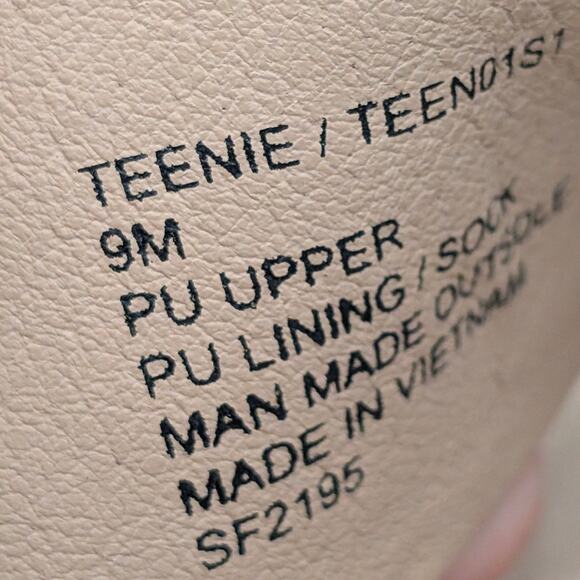 TEENIE / TEEN01S1
9M
PU UPPER
PU LINING / SOCK
MAN MADE OUTSOLE
MADE IN VIETNAM
SF2195